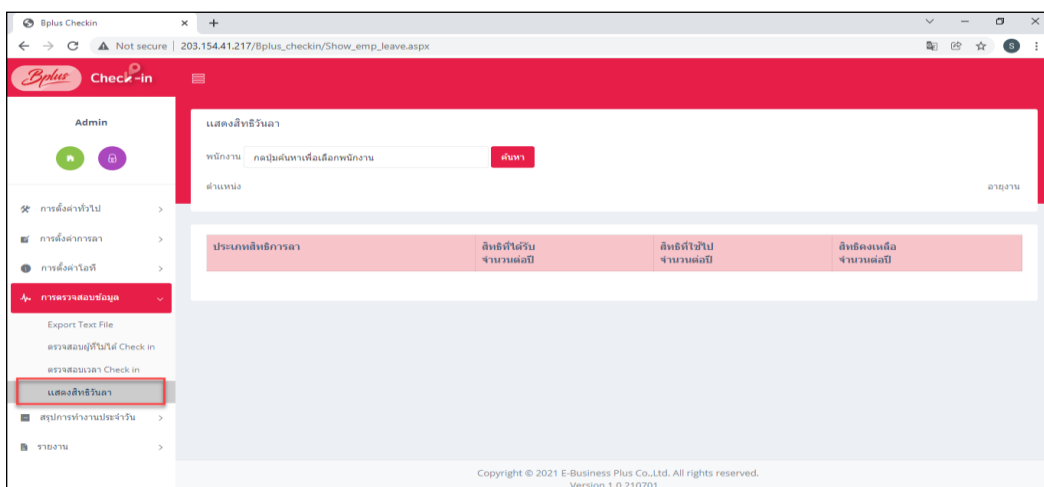 Bplus Checkin
Not secure | 203.154.41.217/Bplus_checkin/Show_emp_leave.aspx
S
Bplus Check-in
Admin
การตั้งค่าทั่วไป
การตั้งค่าการลา
การตั้งค่าโอที
การตรวจสอบข้อมูล
Export Text File
ตรวจสอบผู้ที่ไม่ได้ Check in
ตรวจสอบเวลา Check in
แสดงสิทธิวันลา
สรุปการทำงานประจำวัน
รายงาน
แสดงสิทธิวันลา
พนักงาน กดปุ่มค้นหาเพื่อเลือกพนักงาน ค้นหา
ตำแหน่ง อายุงาน
ประเภทสิทธิการลา สิทธิที่ได้รับ สิทธิที่ใช้ไป สิทธิคงเหลือ
จำนวนต่อปี จำนวนต่อปี จำนวนต่อปี
Copyright © 2021 E-Business Plus Co.,Ltd. All rights reserved.
Version 1.0.210701